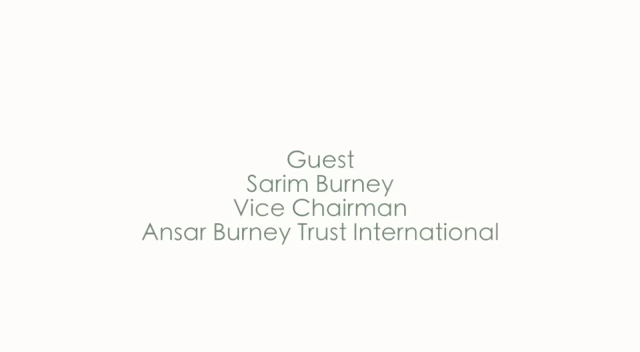 Guest
Sarim Burney
Vice Chairman
Ansar Burney Trust International